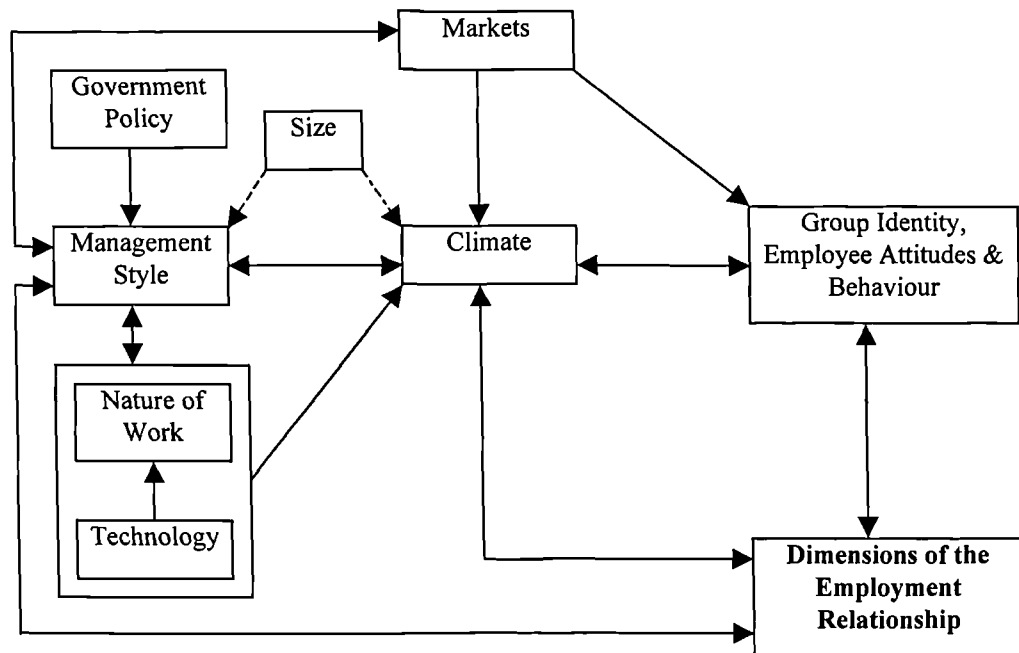 Markets
Government
Policy
Size
Management
Style
Climate
Group Identity,
Employee Attitudes &
Behaviour
Nature of
Work
Technology
Dimensions of the
Employment
Relationship